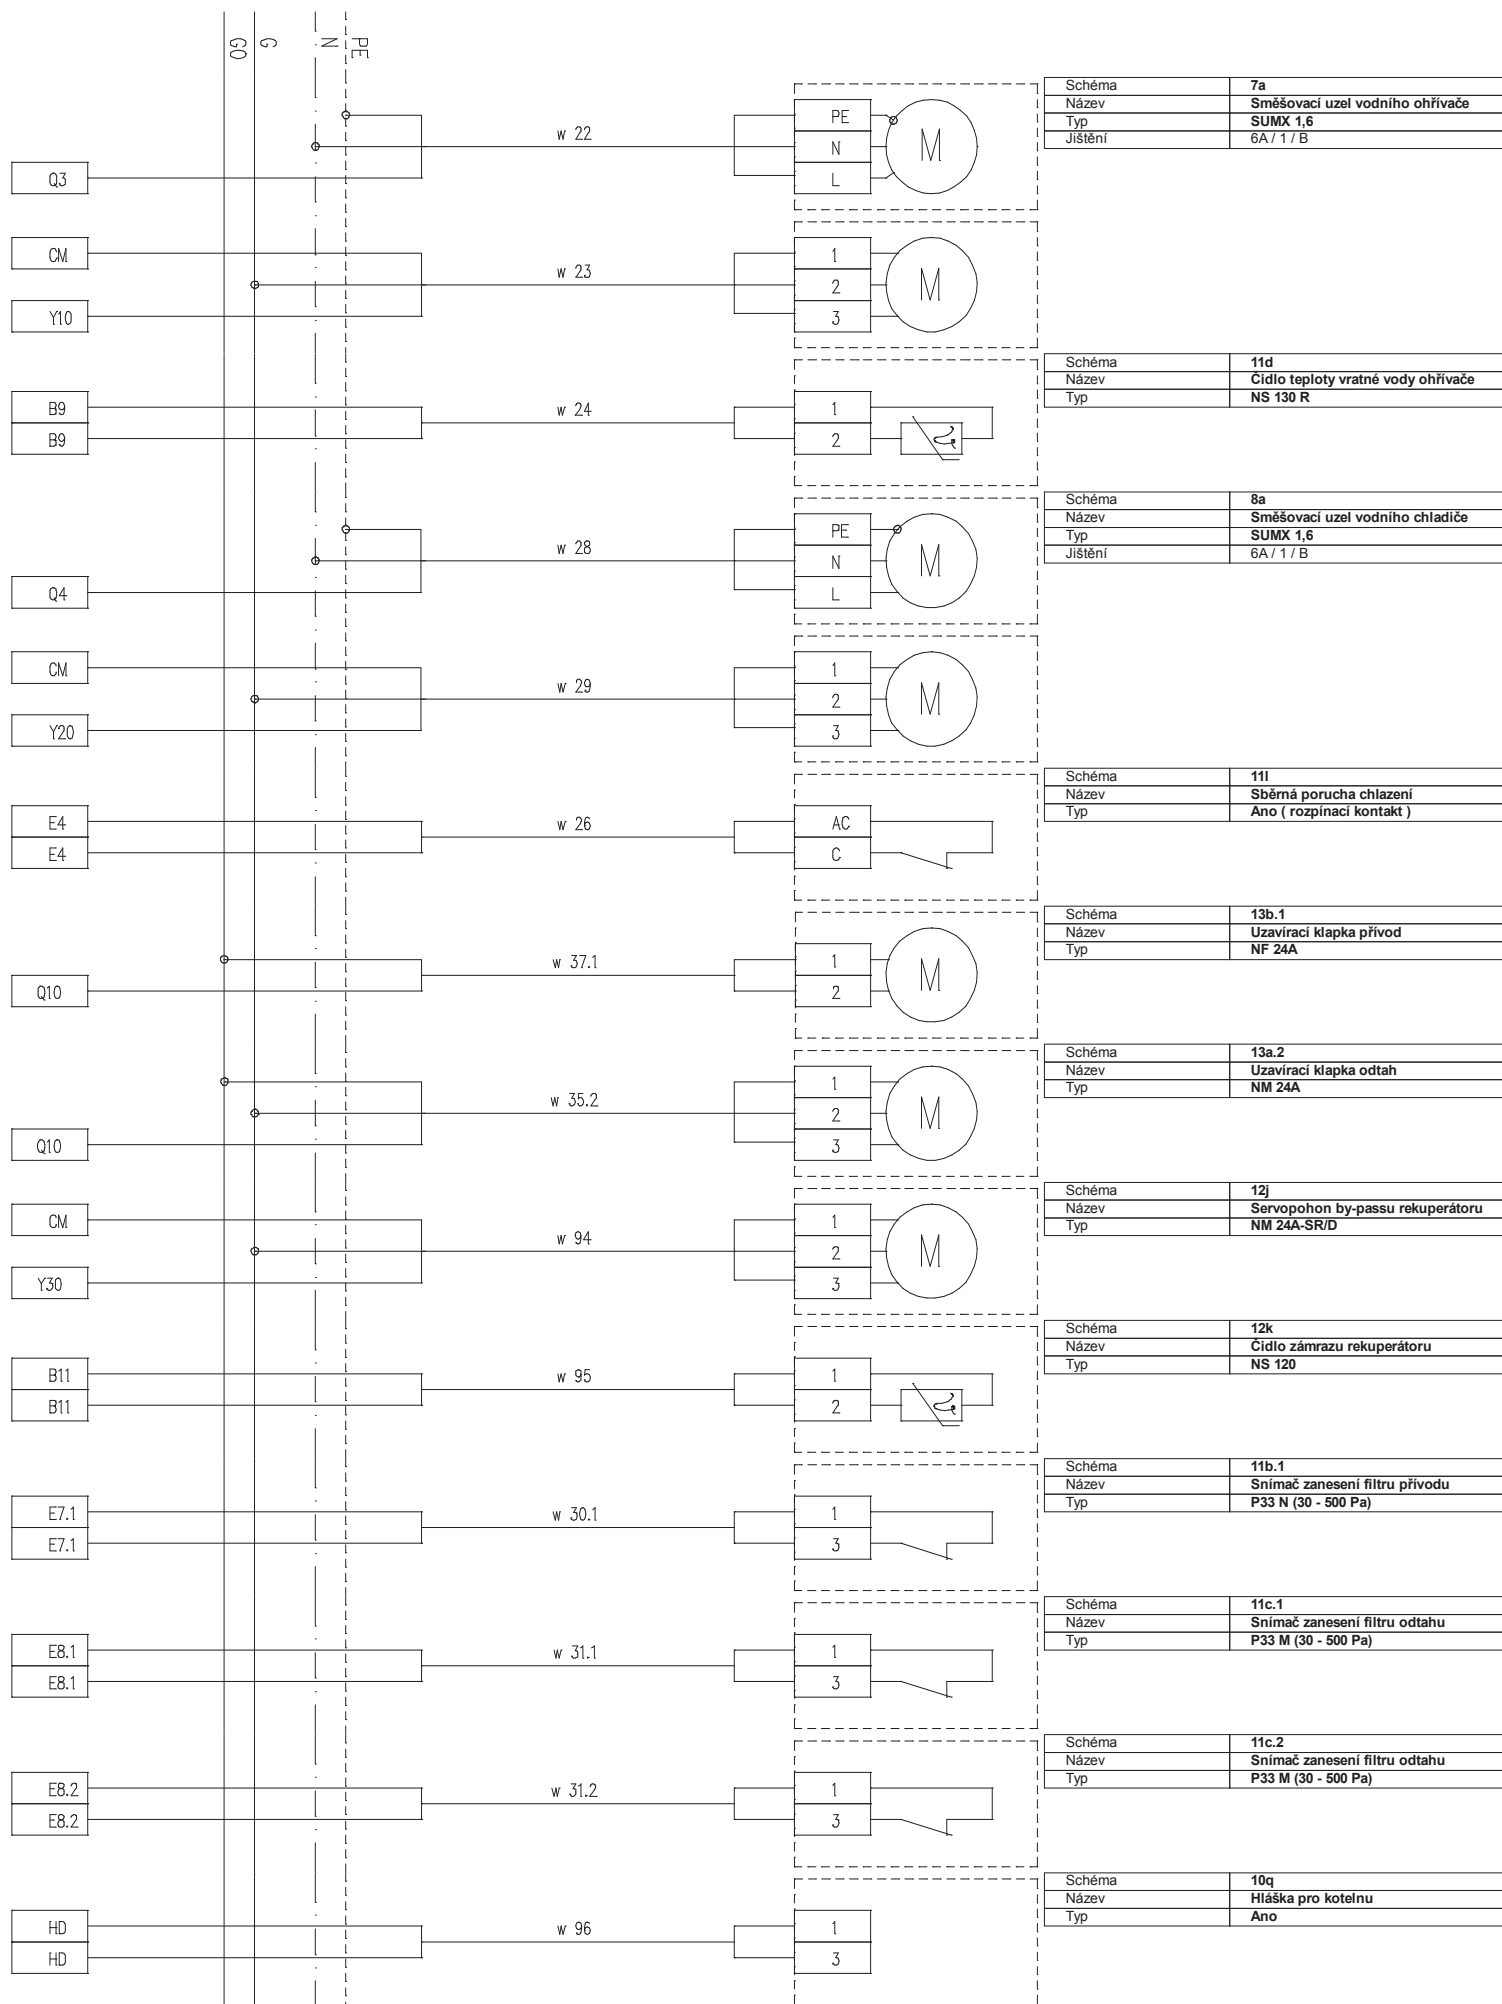 GO G N PE
Schéma 7a
Název Směšovací uzel vodního ohřívače
Typ SUMX 1,6
Jištění 6A / 1 / B
PE
w 22
N M
Q3 L
CM 1
w 23
2 M
Y10 3
Schéma 11d
Název Čidlo teploty vratné vody ohřívače
Typ NS 130 R
B9 1
w 24
B9 2
Schéma 8a
Název Směšovací uzel vodního chladiče
Typ SUMX 1,6
Jištění 6A / 1 / B
PE
w 28
N M
Q4 L
CM 1
w 29
2 M
Y20 3
Schéma 11l
Název Sběrná porucha chlazení
Typ Ano ( rozpínací kontakt )
E4 AC
w 26
E4 C
Schéma 13b.1
Název Uzavírací klapka přívod
Typ NF 24A
1
w 37.1
M
Q10 2
Schéma 13a.2
Název Uzavírací klapka odtah
Typ NM 24A
1
w 35.2
2 M
Q10 3
Schéma 12j
Název Servopohon by-passu rekuperátoru
Typ NM 24A-SR/D
CM 1
w 94
2 M
Y30 3
Schéma 12k
Název Čidlo zámrazu rekuperátoru
Typ NS 120
B11 1
w 95
B11 2
Schéma 11b.1
Název Snímač zanesení filtru přívodu
Typ P33 N (30 - 500 Pa)
E7.1 1
w 30.1
E7.1 3
Schéma 11c.1
Název Snímač zanesení filtru odtahu
Typ P33 M (30 - 500 Pa)
E8.1 1
w 31.1
E8.1 3
Schéma 11c.2
Název Snímač zanesení filtru odtahu
Typ P33 M (30 - 500 Pa)
E8.2 1
w 31.2
E8.2 3
Schéma 10q
Název Hláška pro kotelnu
Typ Ano
HD 1
w 96
HD 3